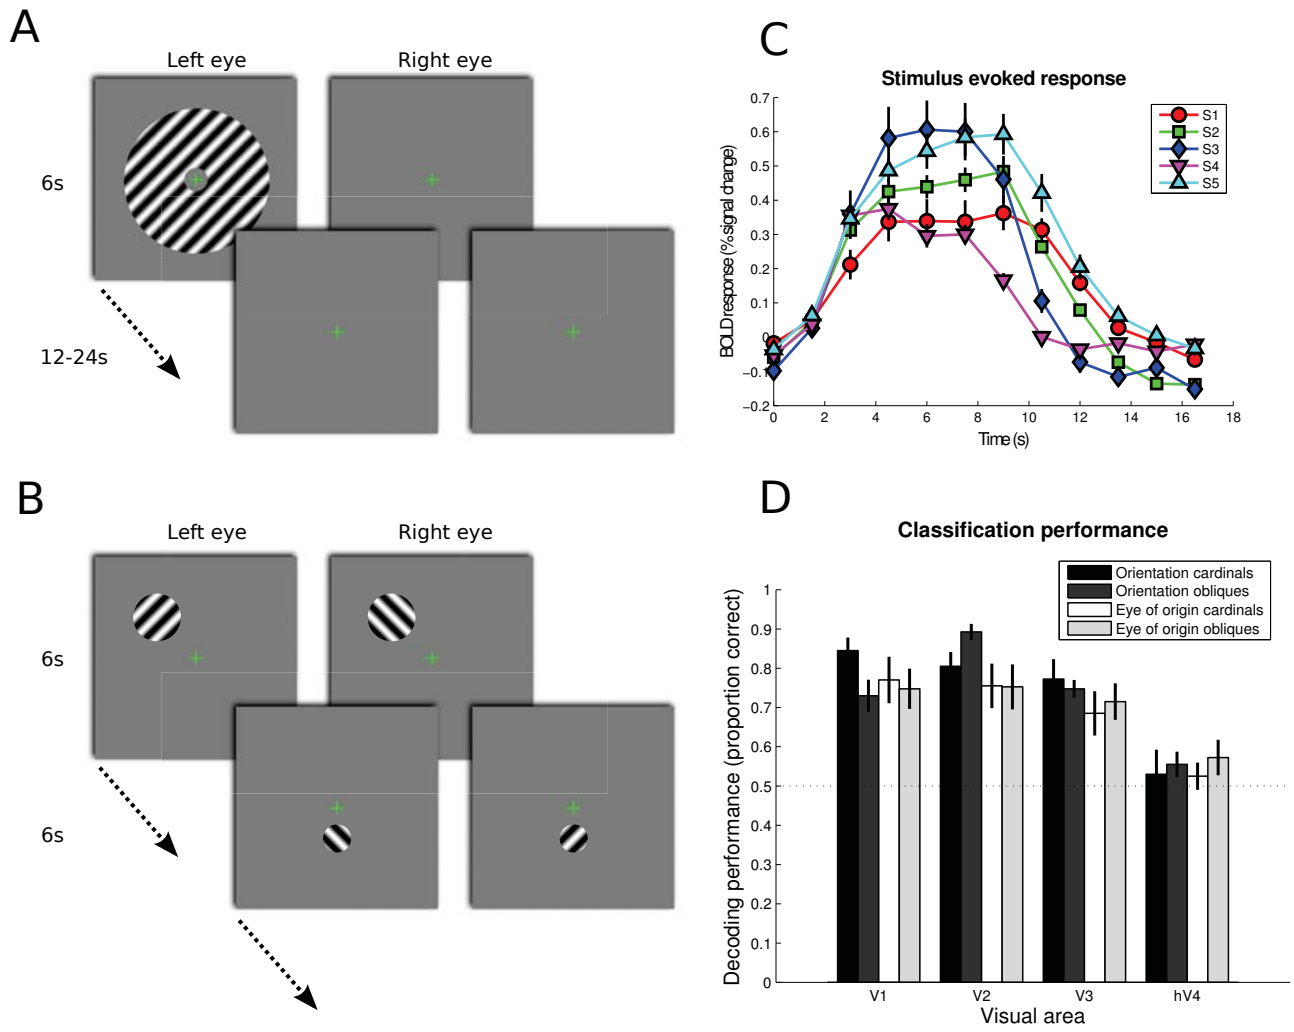 A
Left eye
Right eye
6s
12-24s
B
Left eye
Right eye
6s
6s
C
Stimulus evoked response
S1
S2
S3
S4
S5
BOLD response (% signal change)
0.7
0.6
0.5
0.4
0.3
0.2
0.1
0
−0.1
−0.2
0 2 4 6 8 10 12 14 16 18
Time (s)
D
Classification performance
Orientation cardinals
Orientation obliques
Eye of origin cardinals
Eye of origin obliques
Decoding performance (proportion correct)
1
0.9
0.8
0.7
0.6
0.5
0.4
0.3
0.2
0.1
0
V1 V2 V3 hV4
Visual area